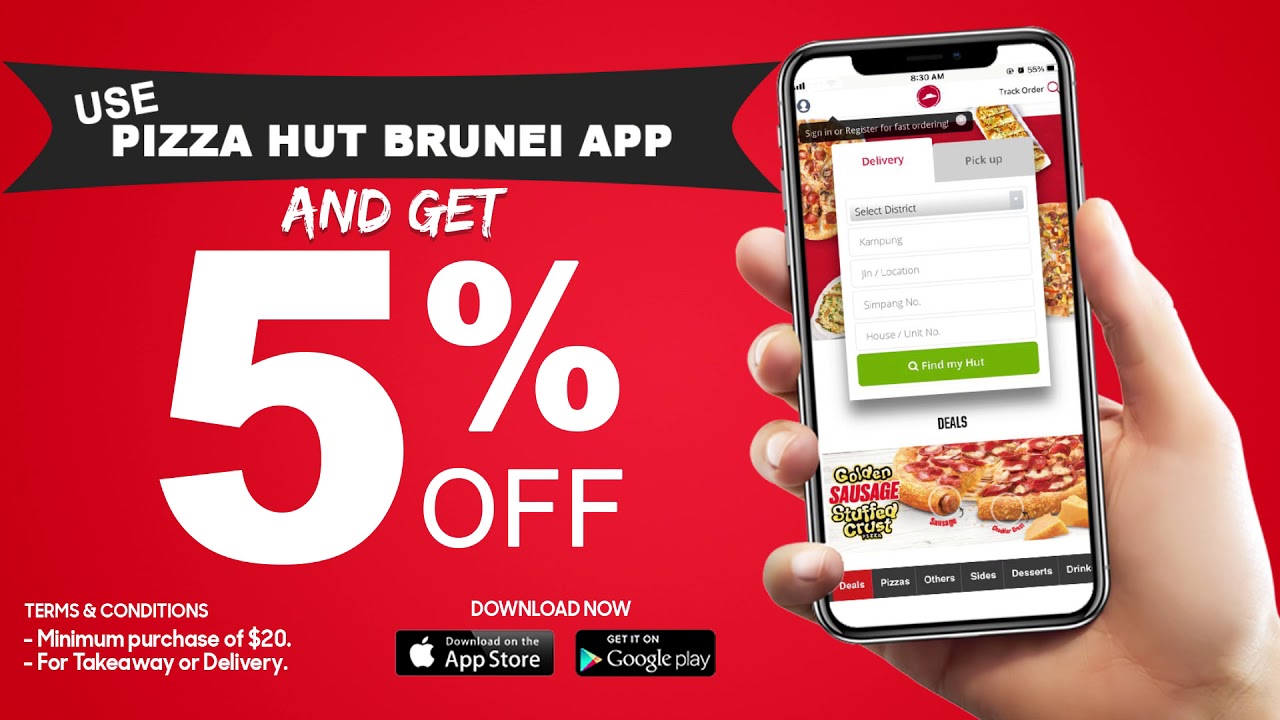 USE
PIZZA HUT BRUNEI APP
AND GET
5%
OFF
TERMS & CONDITIONS
- Minimum purchase of $20.
- For Takeaway or Delivery.
DOWNLOAD NOW
Download on the
App Store
GET IT ON
Google play
8:30 AM
55%
Track Order
Sign in or Register for fast ordering!
Delivery
Pick up
Select District
Kampung
Jln / Location
Simpang No.
House / Unit No.
Find my Hut
DEALS
Golden
SAUSAGE
Stuffed
Crust
PIZZA
Sausage
Deals Pizzas Others Sides Desserts Drink